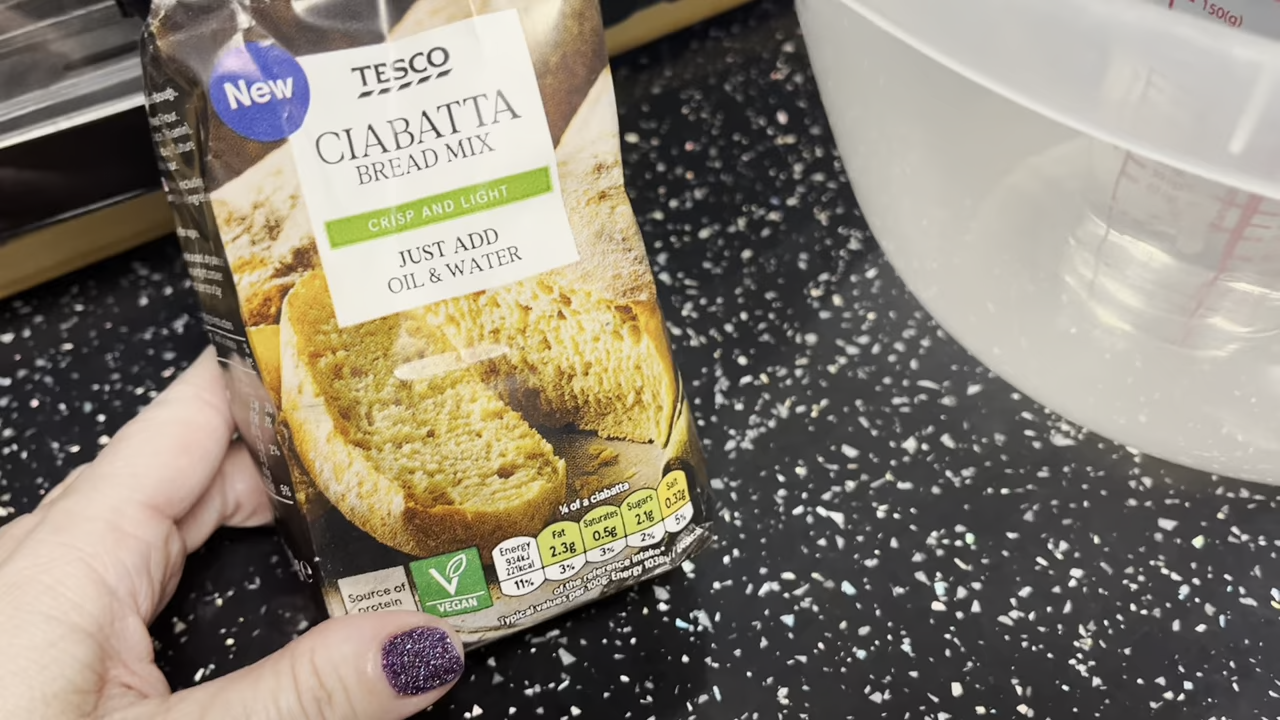 New
TESCO
CIABATTA
BREAD MIX
CRISP AND LIGHT
JUST ADD
OIL & WATER
¼ of a ciabatta
Energy
934kJ
221kcal
11%
Fat
2.3g
3%
Saturates
0.5g
3%
Sugars
2.1g
2%
Salt
0.32g
5%
of the reference intake*
Typical values per 100g: Energy 1038kJ /
Source of
protein
VEGAN
5%
150(g)